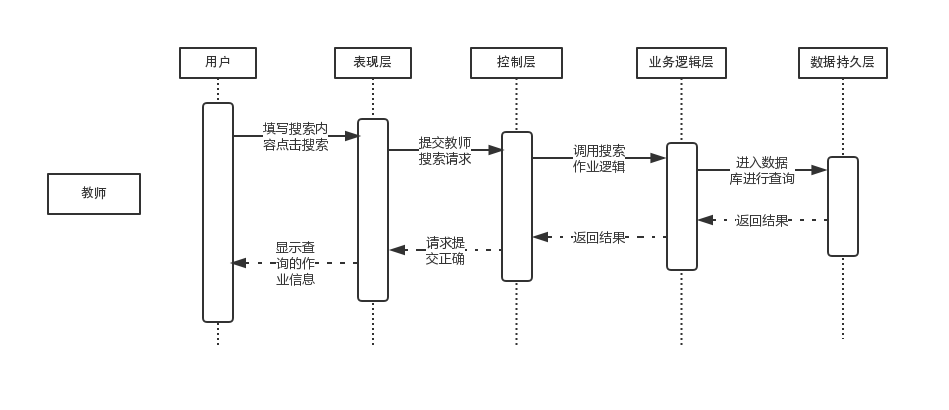 用户
表现层
控制层
业务逻辑层
数据持久层
教师
填写搜索内
容点击搜索
提交教师
搜索请求
调用搜索
作业逻辑
进入数据
库进行查询
返回结果
返回结果
请求提
交正确
显示查
询的作
业信息